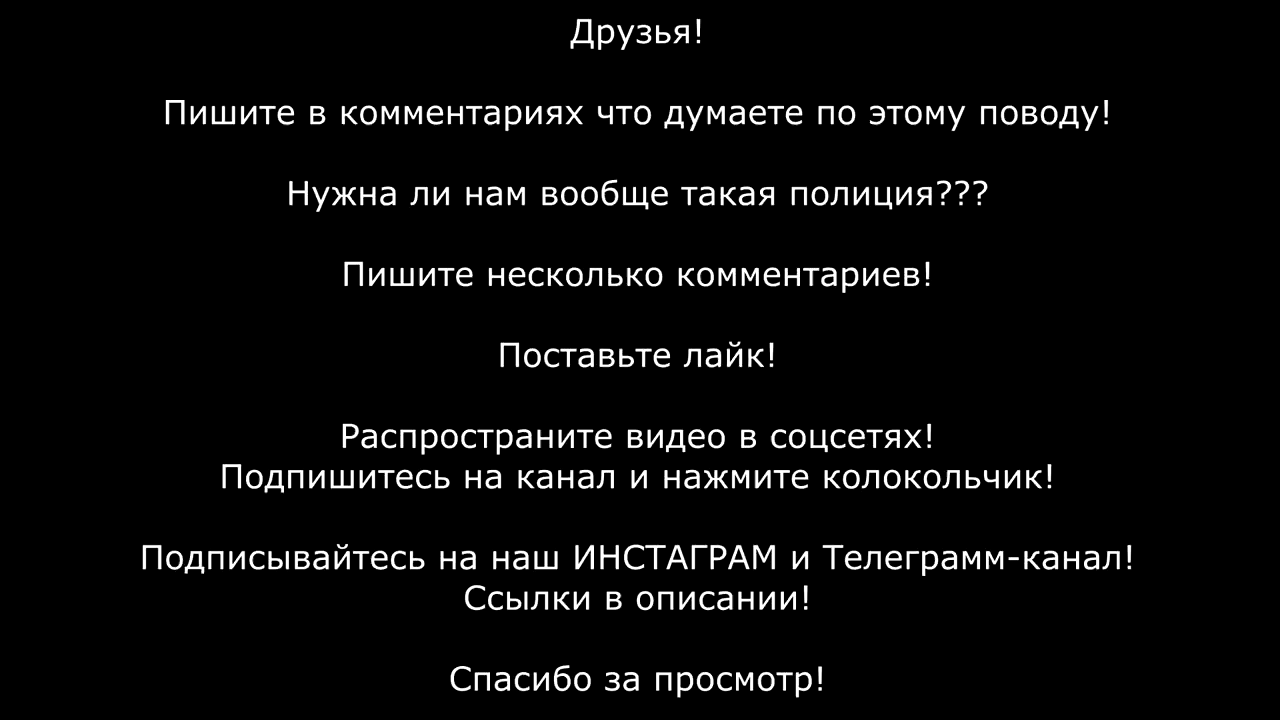 Друзья!
Пишите в комментариях что думаете по этому поводу!
Нужна ли нам вообще такая полиция???
Пишите несколько комментариев!
Поставьте лайк!
Распространите видео в соцсетях!
Подпишитесь на канал и нажмите колокольчик!
Подписывайтесь на наш ИНСТАГРАМ и Телеграмм-канал!
Ссылки в описании!
Спасибо за просмотр!